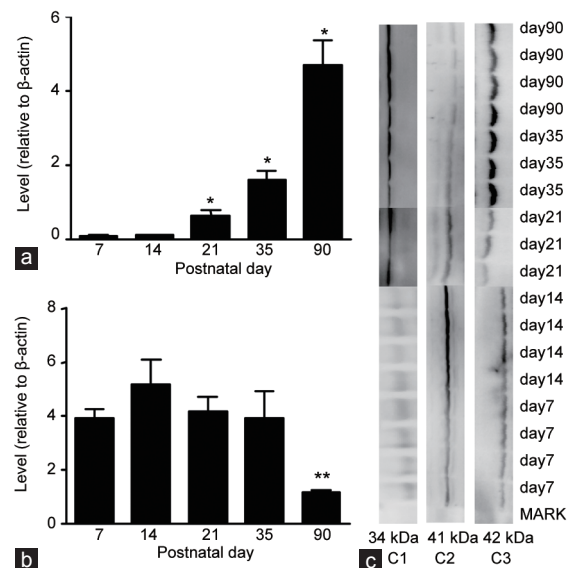 Level (relative to β-actin)
6
4
2
0
*
*
*
7 14 21 35 90
Postnatal day
a
Level (relative to β-actin)
8
6
4
2
0
**
7 14 21 35 90
Postnatal day
b
day90
day90
day90
day90
day35
day35
day35
day21
day21
day21
day14
day14
day14
day14
day7
day7
day7
day7
MARK
34 kDa 41 kDa 42 kDa
c C1 C2 C3